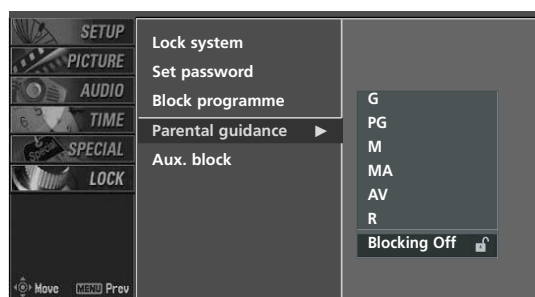 SETUP
PICTURE
AUDIO
TIME
SPECIAL
LOCK
Move MENU Prev
Lock system
Set password
Block programme
Parental guidance
Aux. block
G
PG
M
MA
AV
R
Blocking Off